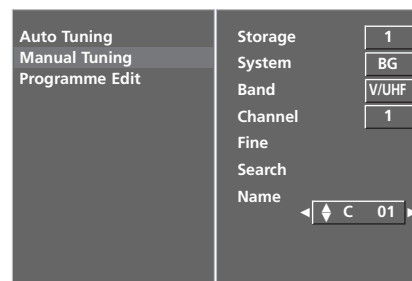 Auto Tuning
Manual Tuning
Programme Edit
Storage 1
System BG
Band V/UHF
Channel 1
Fine
Search
Name
C 01